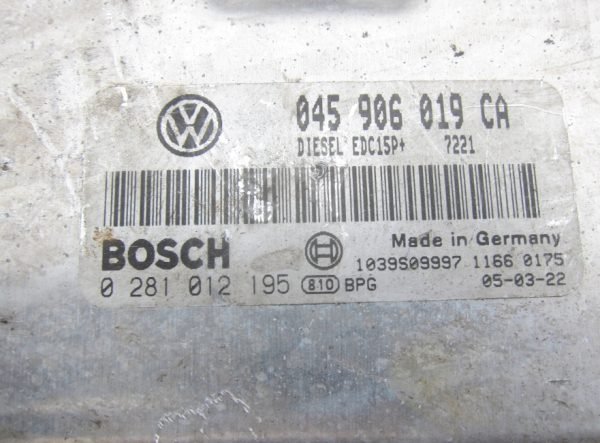 045 906 019 CA
DIESEL EDC15P+ 7221
BOSCH Made in Germany
1039S09997 1166 0175
0 281 012 195 810 BPG 05-03-22